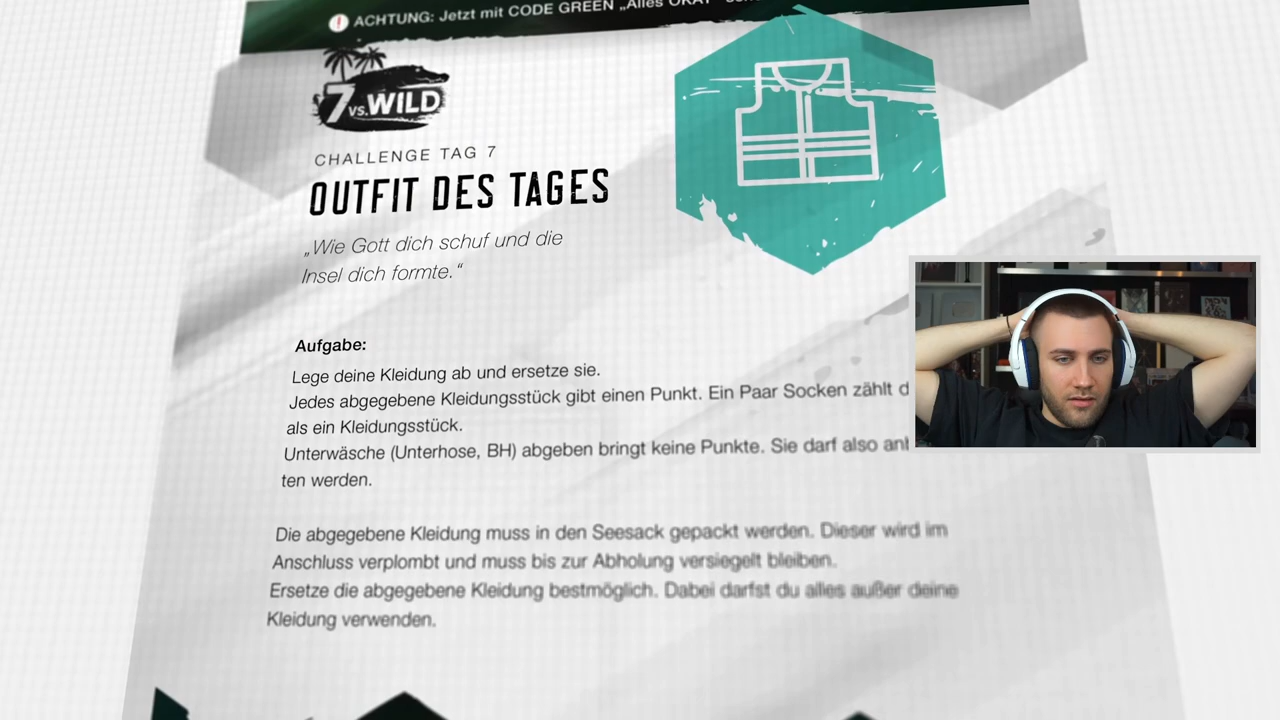 ACHTUNG: Jetzt mit CODE GREEN „Alles OKAY"
7 vs. WILD
CHALLENGE TAG 7
OUTFIT DES TAGES
„Wie Gott dich schuf und die
Insel dich formte.“
Aufgabe:
Lege deine Kleidung ab und ersetze sie.
Jedes abgegebene Kleidungsstück gibt einen Punkt. Ein Paar Socken zählt
als ein Kleidungsstück.
Unterwäsche (Unterhose, BH) abgeben bringt keine Punkte. Sie darf also
ten werden.
Die abgegebene Kleidung muss in den Seesack gepackt werden. Dieser wird im
Anschluss verplombt und muss bis zur Abholung versiegelt bleiben.
Ersetze die abgegebene Kleidung bestmöglich. Dabei darfst du alles außer deine
Kleidung verwenden.